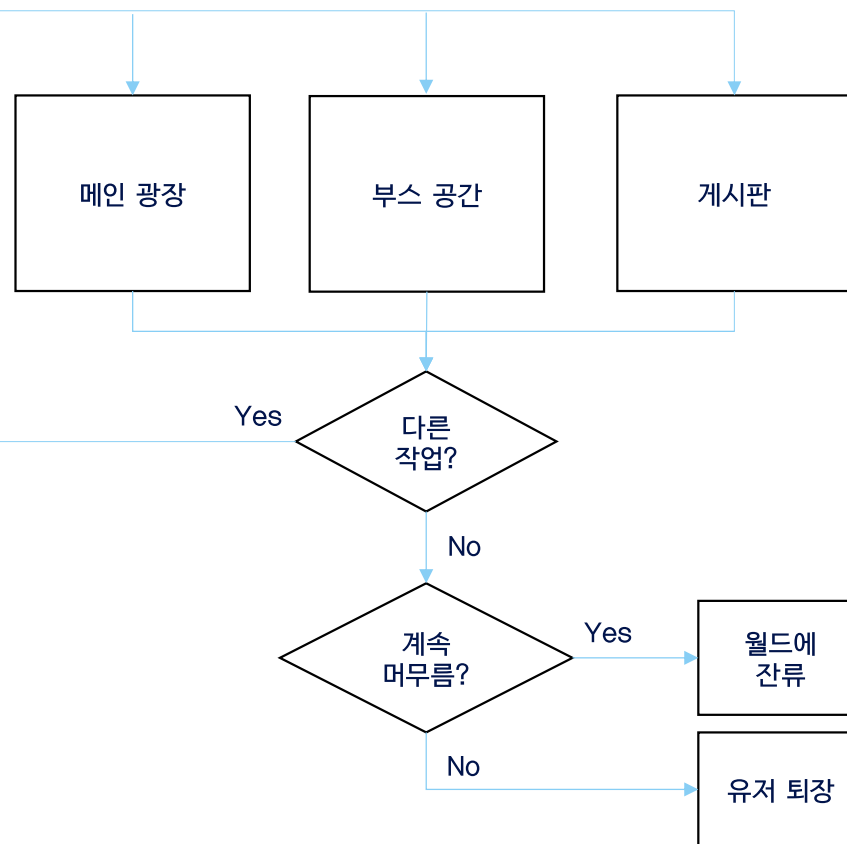 메인 광장
부스 공간
게시판
Yes
다른
작업?
No
계속
머무름?
Yes
월드에
잔류
No
유저 퇴장